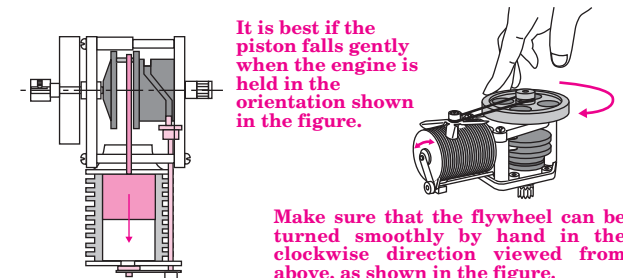 It is best if the
piston falls gently
when the engine is
held in the
orientation shown
in the figure.
Make sure that the flywheel can be
turned smoothly by hand in the
clockwise direction viewed from
above, as shown in the figure.